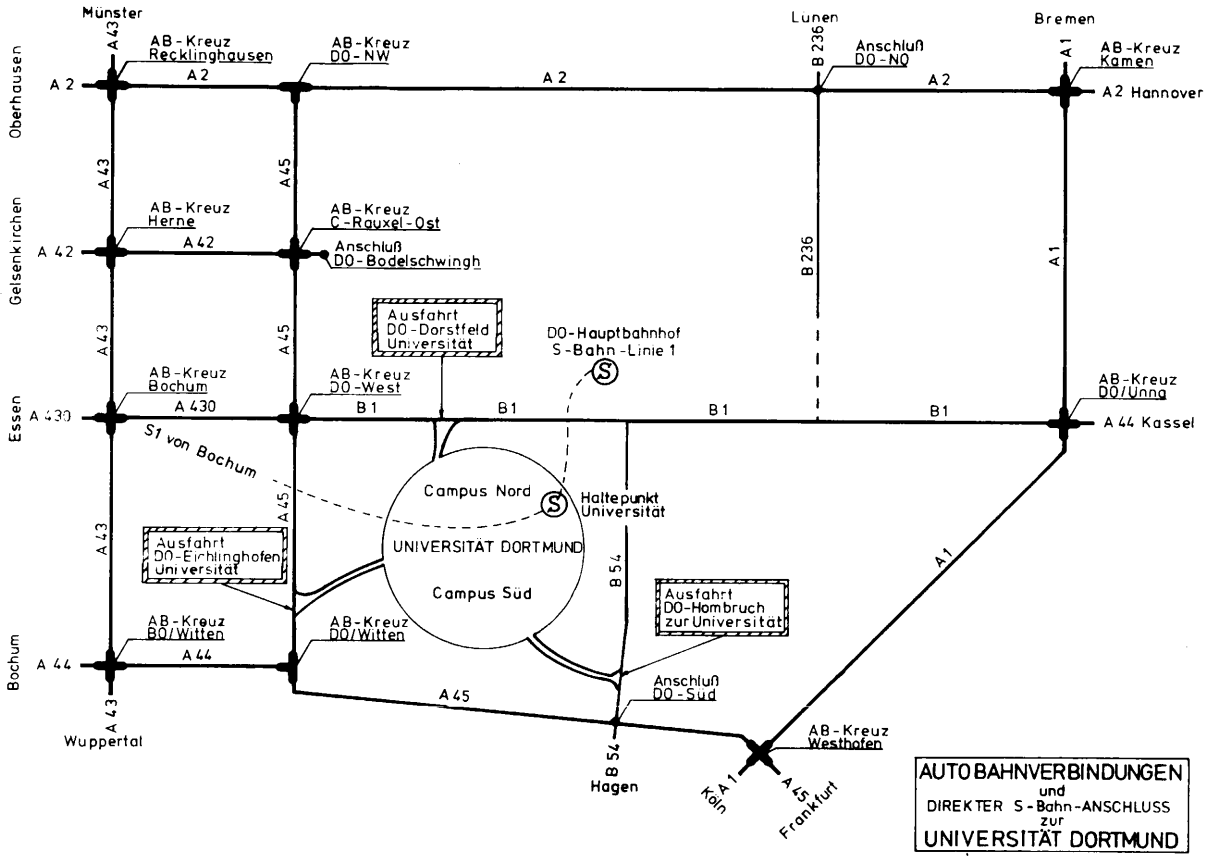 Münster
Lünen
Bremen
A 43
B 236
A 1
AB-Kreuz
Recklinghausen
AB-Kreuz
DO-NW
Anschluß
DO-NO
AB-Kreuz
Kamen
Oberhausen
A 2
A 2
A 2
A 2
A2 Hannover
A 43
A 45
Gelsenkirchen
AB-Kreuz
Herne
AB-Kreuz
C-Rauxel-Ost
A 42
A 42
Anschluß
DO-Bodelschwingh
B 236
A 1
A 43
A 45
Ausfahrt
DO-Dorstfeld
Universität
DO-Hauptbahnhof
S-Bahn-Linie 1
S
Essen
AB-Kreuz
Bochum
AB-Kreuz
DO-West
AB-Kreuz
DO/Unna
A 430
A 430
B 1
B 1
B 1
B 1
A 44 Kassel
S1 von Bochum
Campus Nord
S
Haltepunkt
Universität
A 43
A 45
Ausfahrt
DO-Eichlinghofen
Universität
UNIVERSITÄT DORTMUND
Campus Süd
B 54
A 1
Ausfahrt
DO-Hombruch
zur Universität
Bochum
AB-Kreuz
BO/Witten
AB-Kreuz
DO/Witten
A 44
A 44
A 45
Anschluß
DO-Süd
A 43
Wuppertal
B 54
Hagen
AB-Kreuz
Westhofen
A 1
Köln
A 45
Frankfurt
AUTOBAHNVERBINDUNGEN
und
DIREKTER S-Bahn-ANSCHLUSS
zur
UNIVERSITÄT DORTMUND